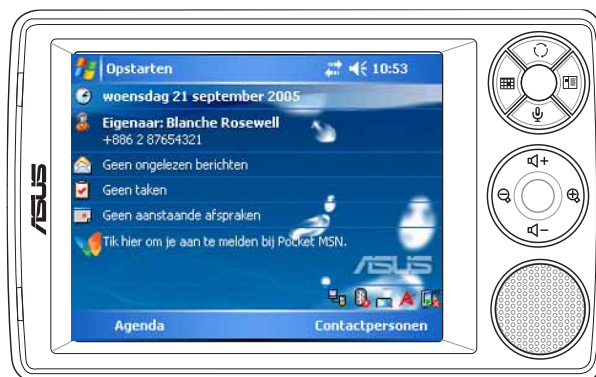 Opstarten 10:53
woensdag 21 september 2005
Eigenaar: Blanche Rosewell
+886 2 87654321
Geen ongelezen berichten
Geen taken
Geen aanstaande afspraken
Tik hier om je aan te melden bij Pocket MSN.
ASUS
Agenda Contactpersonen
ASUS